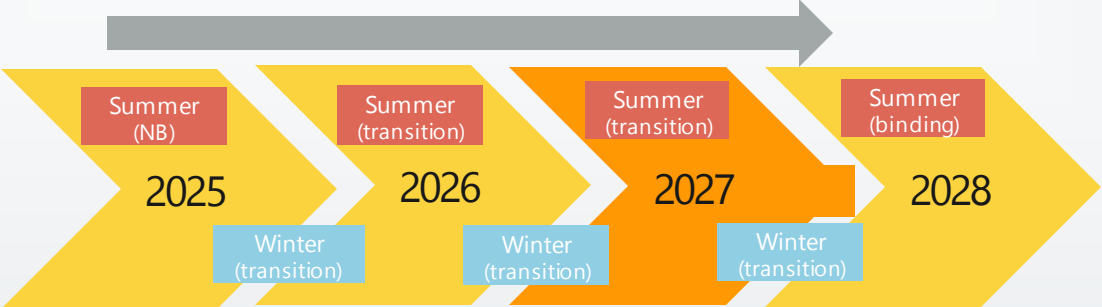 Summer
(NB)
2025
Winter
(transition)
Summer
(transition)
2026
Winter
(transition)
Summer
(transition)
2027
Winter
(transition)
Summer
(binding)
2028